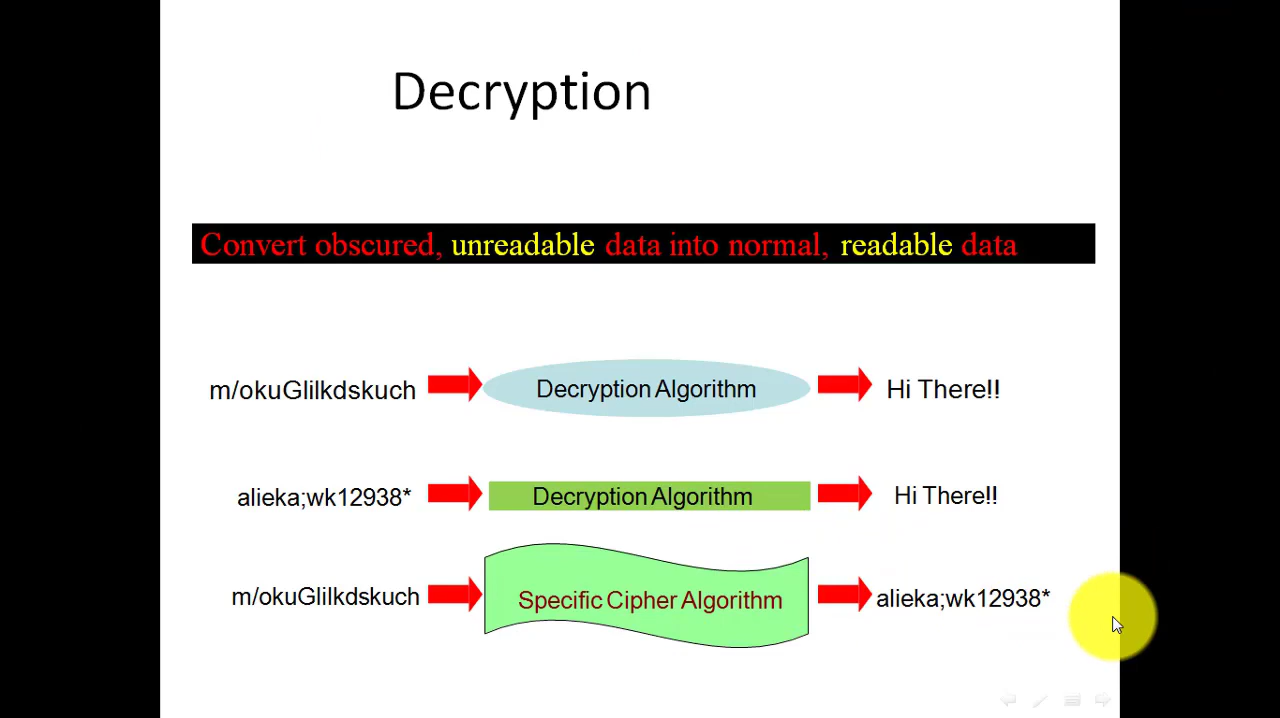 Decryption
Convert obscured, unreadable data into normal, readable data
m/okuGlilkdskuch Decryption Algorithm Hi There!!
alieka;wk12938* Decryption Algorithm Hi There!!
m/okuGlilkdskuch Specific Cipher Algorithm alieka;wk12938*